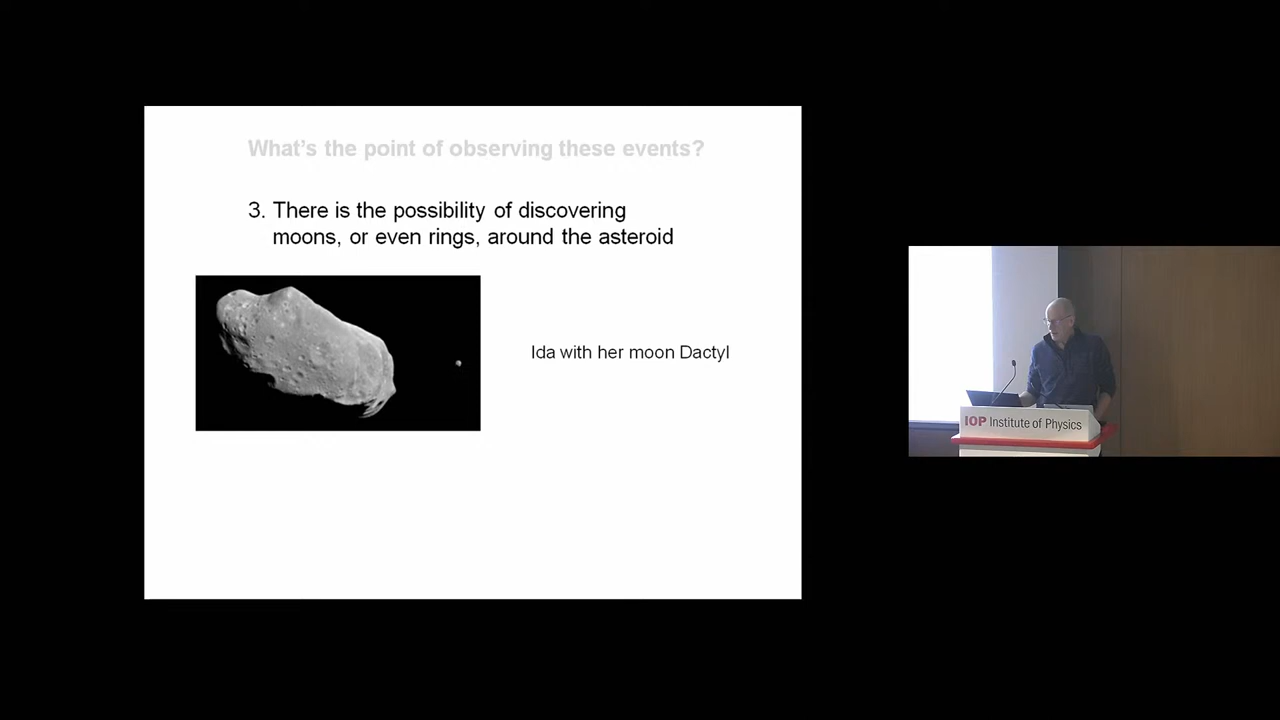 What's the point of observing these events?
3. There is the possibility of discovering
moons, or even rings, around the asteroid
Ida with her moon Dactyl
IOP Institute of Physics